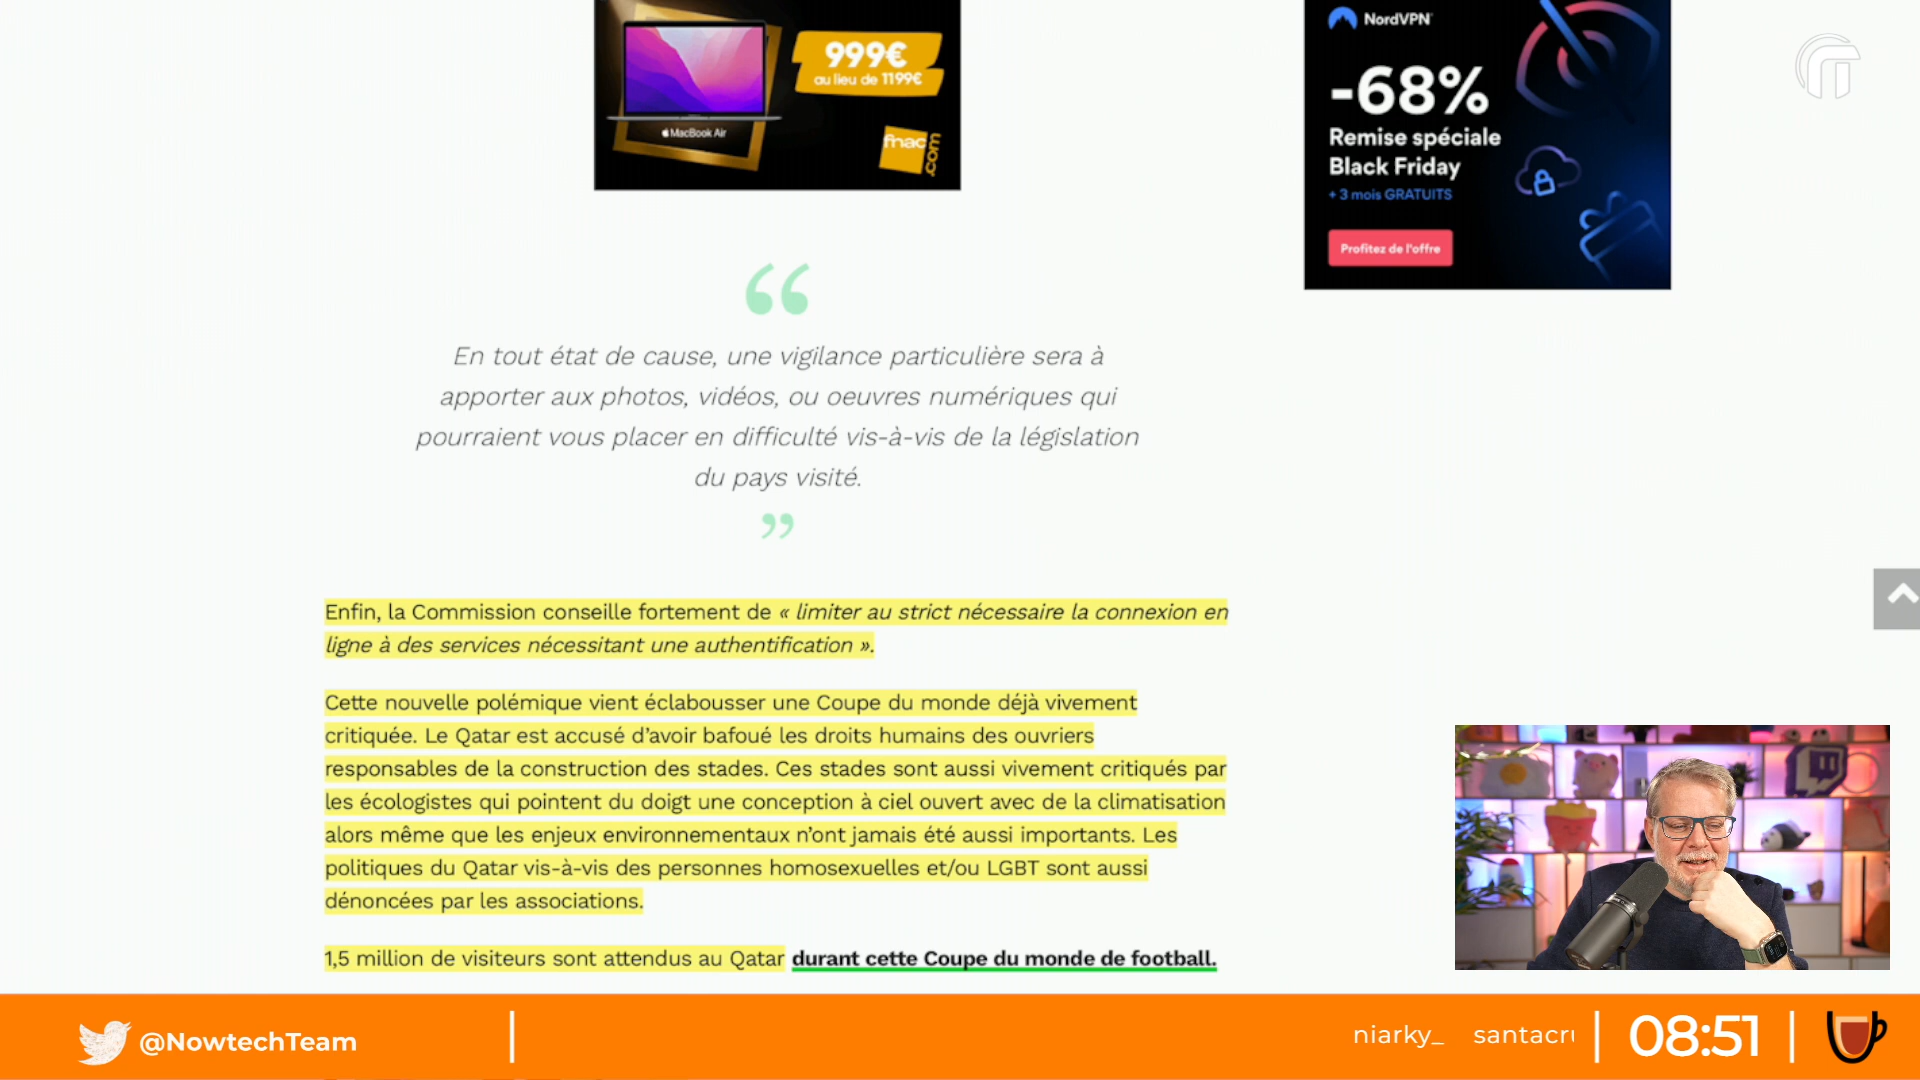 999€
au lieu de 1199€
MacBook Air
fnac
.com
NordVPN
-68%
Remise spéciale
Black Friday
+ 3 mois GRATUITS
Profitez de l'offre
“
En tout état de cause, une vigilance particulière sera à
apporter aux photos, vidéos, ou oeuvres numériques qui
pourraient vous placer en difficulté vis-à-vis de la législation
du pays visité.
”
Enfin, la Commission conseille fortement de « limiter au strict nécessaire la connexion en
ligne à des services nécessitant une authentification ».
Cette nouvelle polémique vient éclabousser une Coupe du monde déjà vivement
critiquée. Le Qatar est accusé d’avoir bafoué les droits humains des ouvriers
responsables de la construction des stades. Ces stades sont aussi vivement critiqués par
les écologistes qui pointent du doigt une conception à ciel ouvert avec de la climatisation
alors même que les enjeux environnementaux n’ont jamais été aussi importants. Les
politiques du Qatar vis-à-vis des personnes homosexuelles et/ou LGBT sont aussi
dénoncées par les associations.
1,5 million de visiteurs sont attendus au Qatar durant cette Coupe du monde de football.
@NowtechTeam
niarky_ santacr
08:51